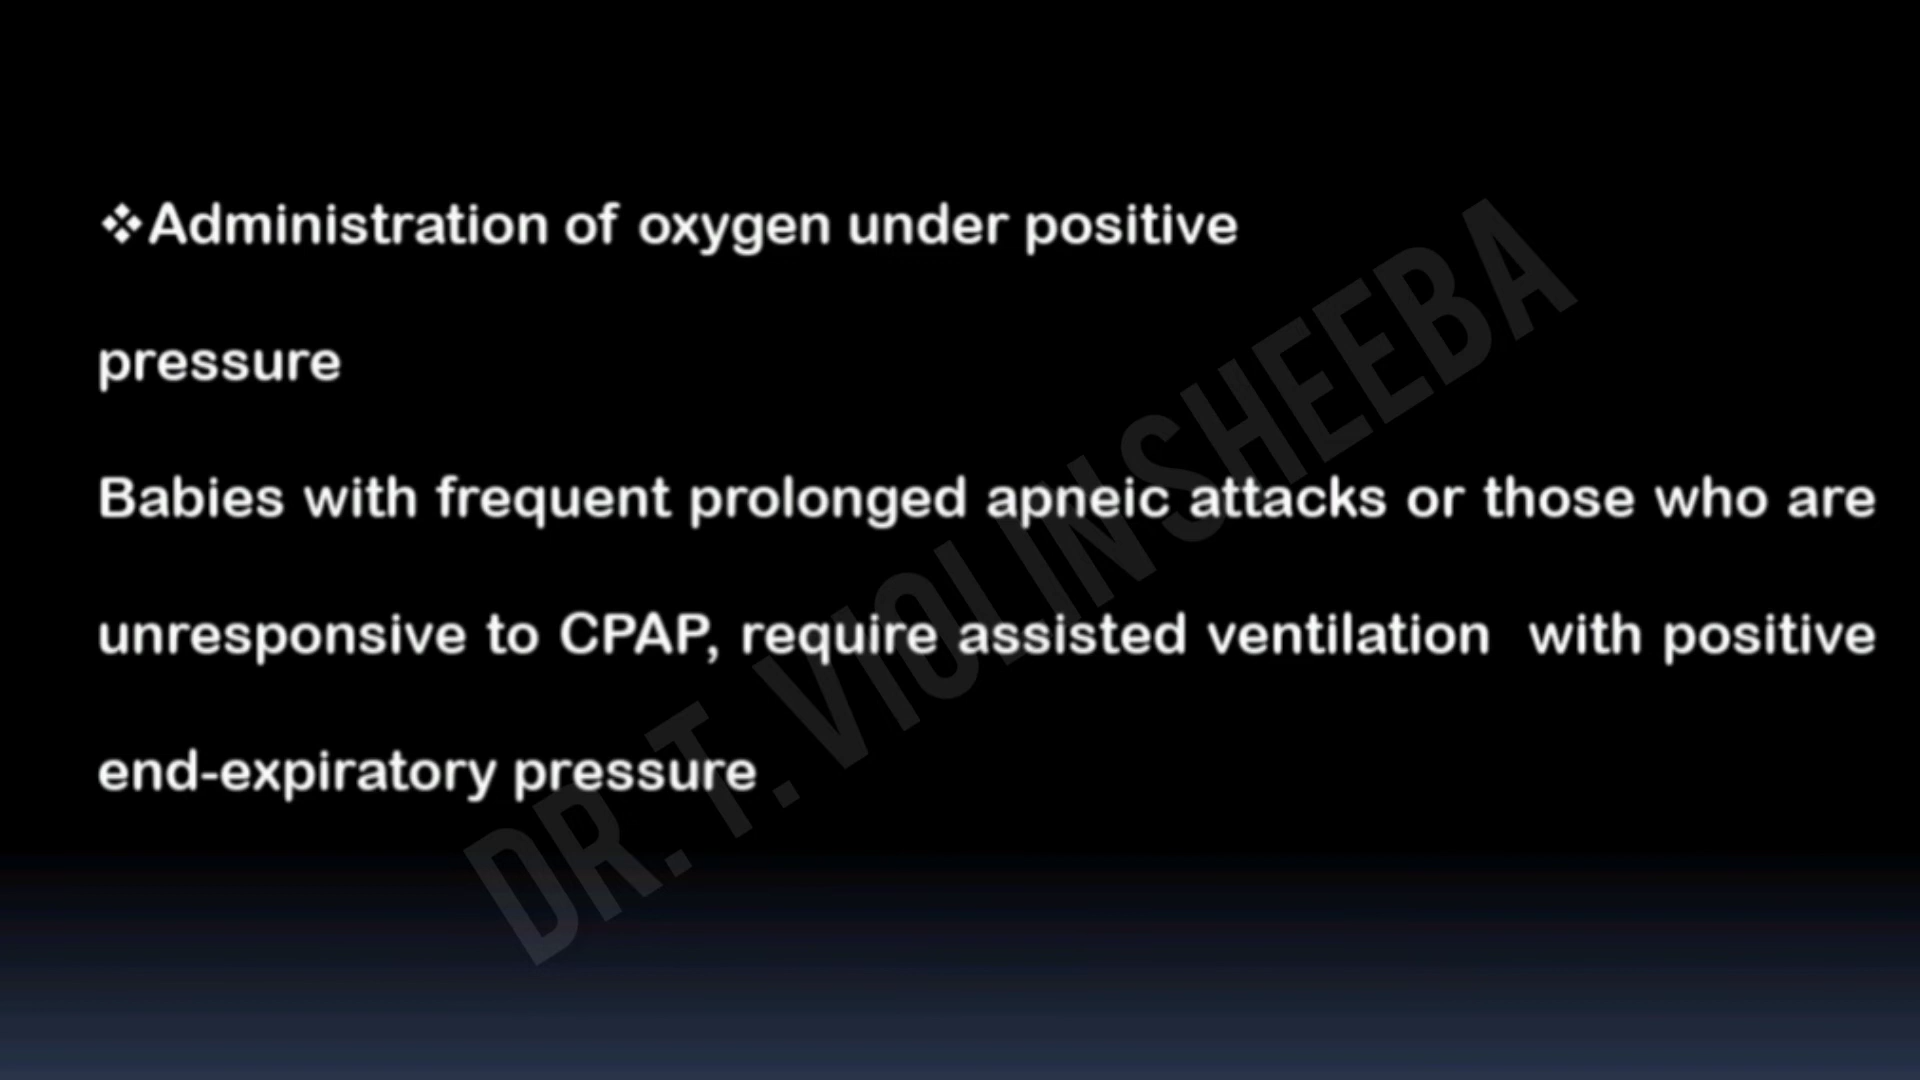 ❖Administration of oxygen under positive
pressure
Babies with frequent prolonged apneic attacks or those who are
unresponsive to CPAP, require assisted ventilation with positive
end-expiratory pressure
DR. T. VIOLINSHEEBA